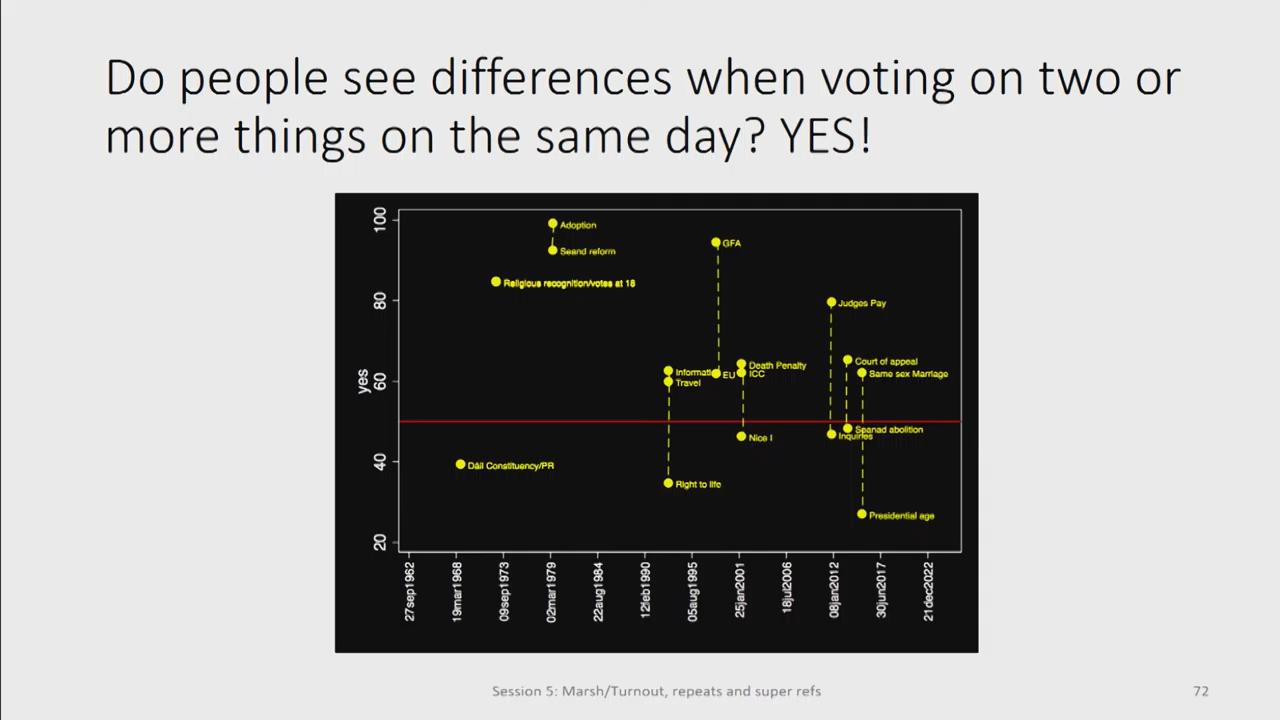 Do people see differences when voting on two or
more things on the same day? YES!
100
80
60
40
20
yes
Adoption
Seand reform
Religious recognition/votes at 18
GFA
Judges Pay
Informatic
Travel
EU
Death Penalty
ICC
Court of appeal
Same sex Marriage
Nice I
Seanad abolition
Inquiries
Dáil Constituency/PR
Right to life
Presidential age
27sep1962
19mar1968
09sep1973
02mar1979
22aug1984
12feb1990
05aug1995
25jan2001
18jul2006
08jan2012
30jun2017
21dec2022
Session 5: Marsh/Turnout, repeats and super refs
72